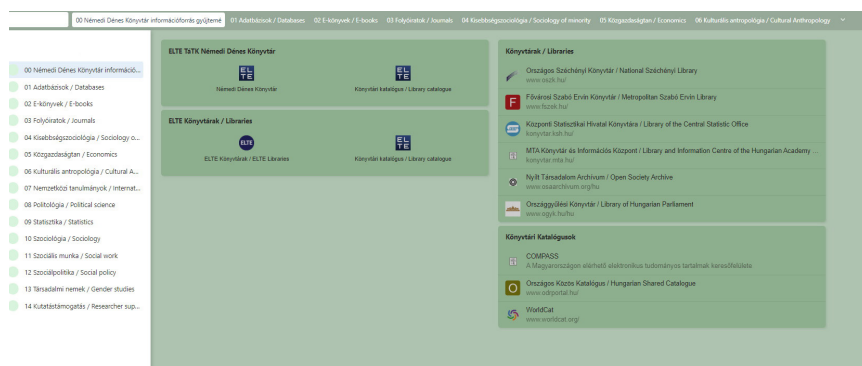 00 Némedi Dénes Könyvtár információforrás gyűjtemé
01 Adatbázisok / Databases
02 E-könyvek / E-books
03 Folyóiratok / Journals
04 Kisebbségszociológia / Sociology of minority
05 Közgazdaságtan / Economics
06 Kulturális antropológia / Cultural Anthropology
00 Némedi Dénes Könyvtár információ...
01 Adatbázisok / Databases
02 E-könyvek / E-books
03 Folyóiratok / Journals
04 Kisebbségszociológia / Sociology o...
05 Közgazdaságtan / Economics
06 Kulturális antropológia / Cultural A...
07 Nemzetközi tanulmányok / Internat...
08 Politológia / Political science
09 Statisztika / Statistics
10 Szociológia / Sociology
11 Szociális munka / Social work
12 Szociálpolitika / Social policy
13 Társadalmi nemek / Gender studies
14 Kutatástámogatás / Researcher sup...
ELTE TáTK Némedi Dénes Könyvtár
EL
TE
Némedi Dénes Könyvtár
EL
TE
Könyvtári katalógus / Library catalogue
ELTE Könyvtárak / Libraries
ELTE
ELTE Könyvtárak / ELTE Libraries
EL
TE
Könyvtári katalógus / Library catalogue
Könyvtárak / Libraries
Országos Széchényi Könyvtár / National Széchényi Library
www.oszk.hu/
F
Fővárosi Szabó Ervin Könyvtár / Metropolitan Szabó Ervin Library
www.fszek.hu/
Központi Statisztikai Hivatal Könyvtára / Library of the Central Statistic Office
konyvtar.ksh.hu/
MTA Könyvtár és Információs Központ / Library and Information Centre of the Hungarian Academy ...
konyvtar.mta.hu/
Nyílt Társadalom Archívum / Open Society Archive
www.osaarchivum.org/hu
Országgyűlési Könyvtár / Library of Hungarian Parliament
www.ogyk.hu/hu
Könyvtári Katalógusok
COMPASS
A Magyarországon elérhető elektronikus tudományos tartalmak keresőfelülete
O
Országos Közös Katalógus / Hungarian Shared Catalogue
www.odrportal.hu/
WorldCat
www.worldcat.org/